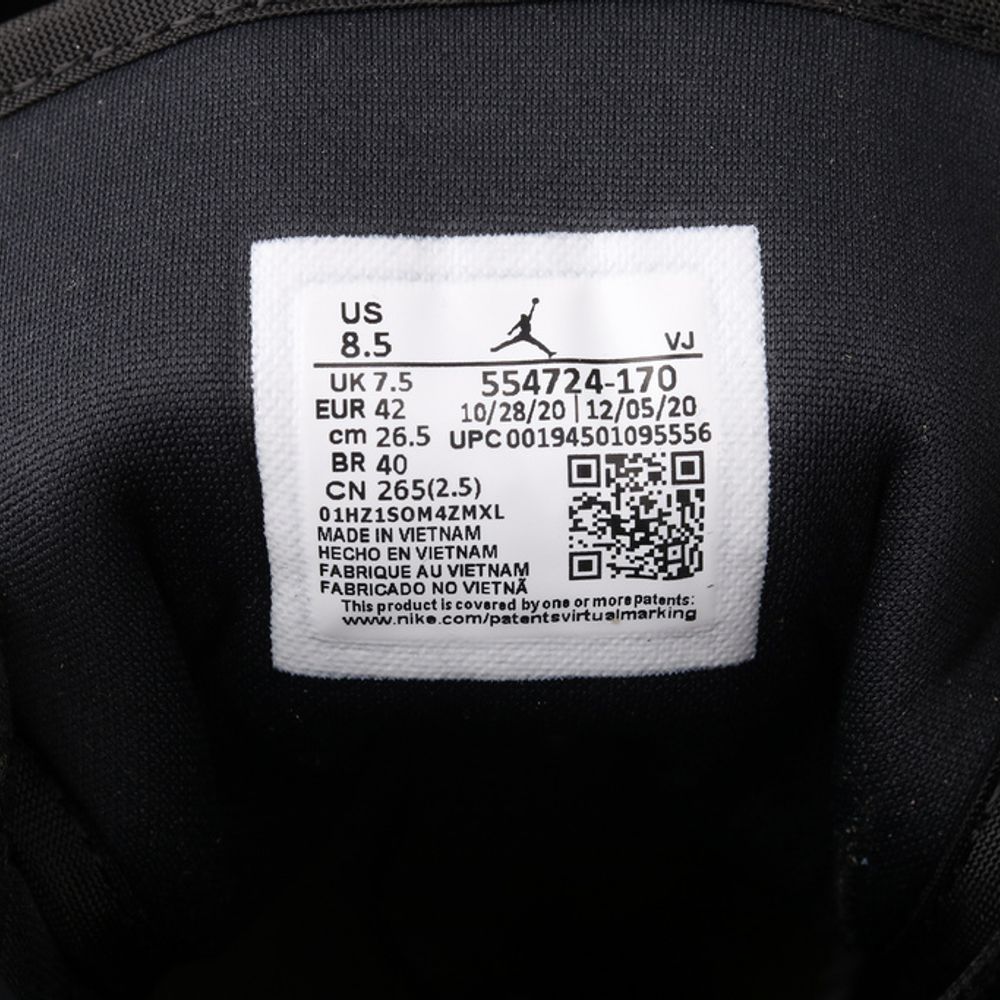 US
8.5
VJ
UK 7.5
554724-170
EUR 42
10/28/20 | 12/05/20
cm 26.5
UPC 00194501095556
BR 40
CN 265(2.5)
01HZ1SOM4ZMXL
MADE IN VIETNAM
HECHO EN VIETNAM
FABRIQUE AU VIETNAM
FABRICADO NO VIETNÃ
This product is covered by one or more patents:
www.nike.com/patentsvirtualmarking